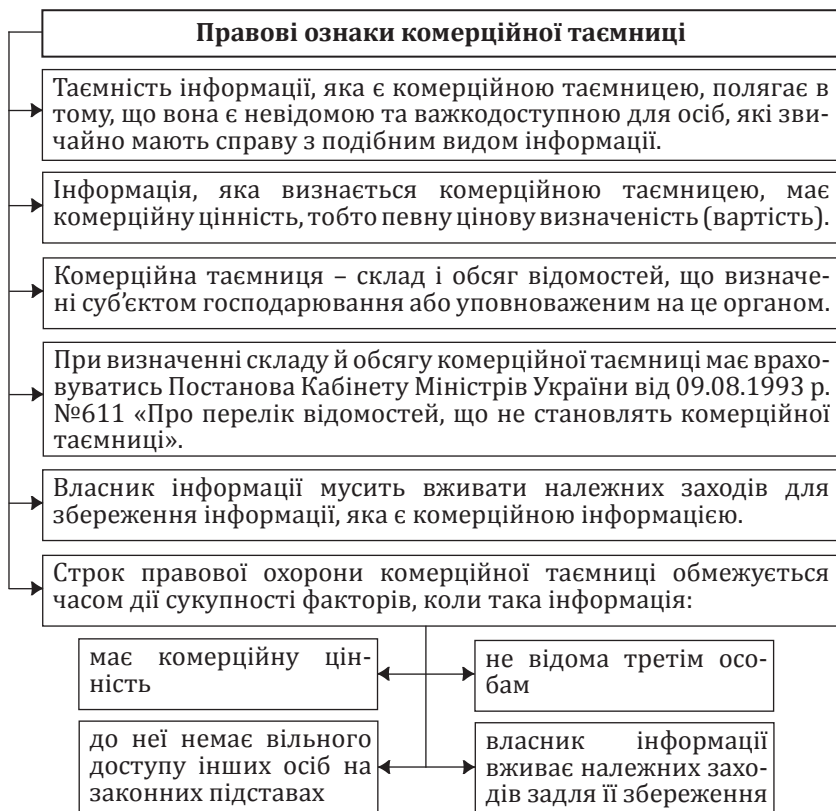 Правові ознаки комерційної таємниці
Таємність інформації, яка є комерційною таємницею, полягає в
тому, що вона є невідомою та важкодоступною для осіб, які зви-
чайно мають справу з подібним видом інформації.
Інформація, яка визнається комерційною таємницею, має
комерційну цінність, тобто певну цінову визначеність (вартість).
Комерційна таємниця – склад і обсяг відомостей, що визначе-
ні суб’єктом господарювання або уповноваженим на це органом.
При визначенні складу й обсягу комерційної таємниці має врахо-
вуватись Постанова Кабінету Міністрів України від 09.08.1993 р.
№611 «Про перелік відомостей, що не становлять комерційної
таємниці».
Власник інформації мусить вживати належних заходів для
збереження інформації, яка є комерційною інформацією.
Строк правової охорони комерційної таємниці обмежується
часом дії сукупності факторів, коли така інформація:
має комерційну цін-
ність
не відома третім осо-
бам
до неї немає вільного
доступу інших осіб на
законних підставах
власник інформації
вживає належних захо-
дів задля її збереження